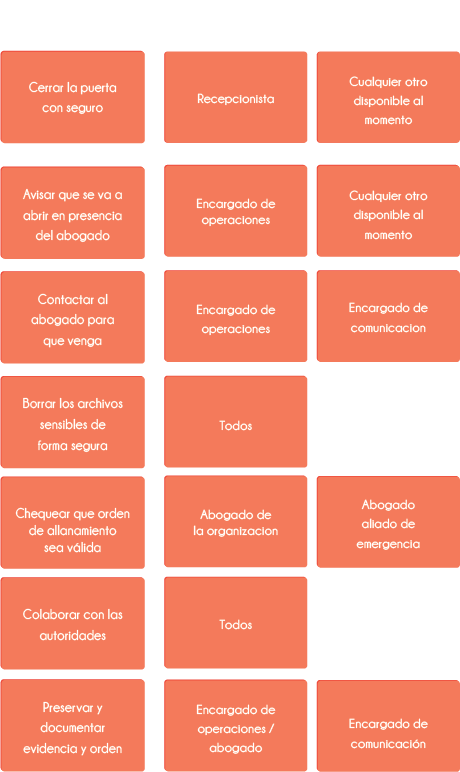 Cerrar la puerta
con seguro
Recepcionista
Cualquier otro
disponible al
momento
Avisar que se va a
abrir en presencia
del abogado
Encargado de
operaciones
Cualquier otro
disponible al
momento
Contactar al
abogado para
que venga
Encargado de
operaciones
Encargado de
comunicacion
Borrar los archivos
sensibles de
forma segura
Todos
Chequear que orden
de allanamiento
sea válida
Abogado de
la organizacion
Abogado
aliado de
emergencia
Colaborar con las
autoridades
Todos
Preservar y
documentar
evidencia y orden
Encargado de
operaciones /
abogado
Encargado de
comunicación